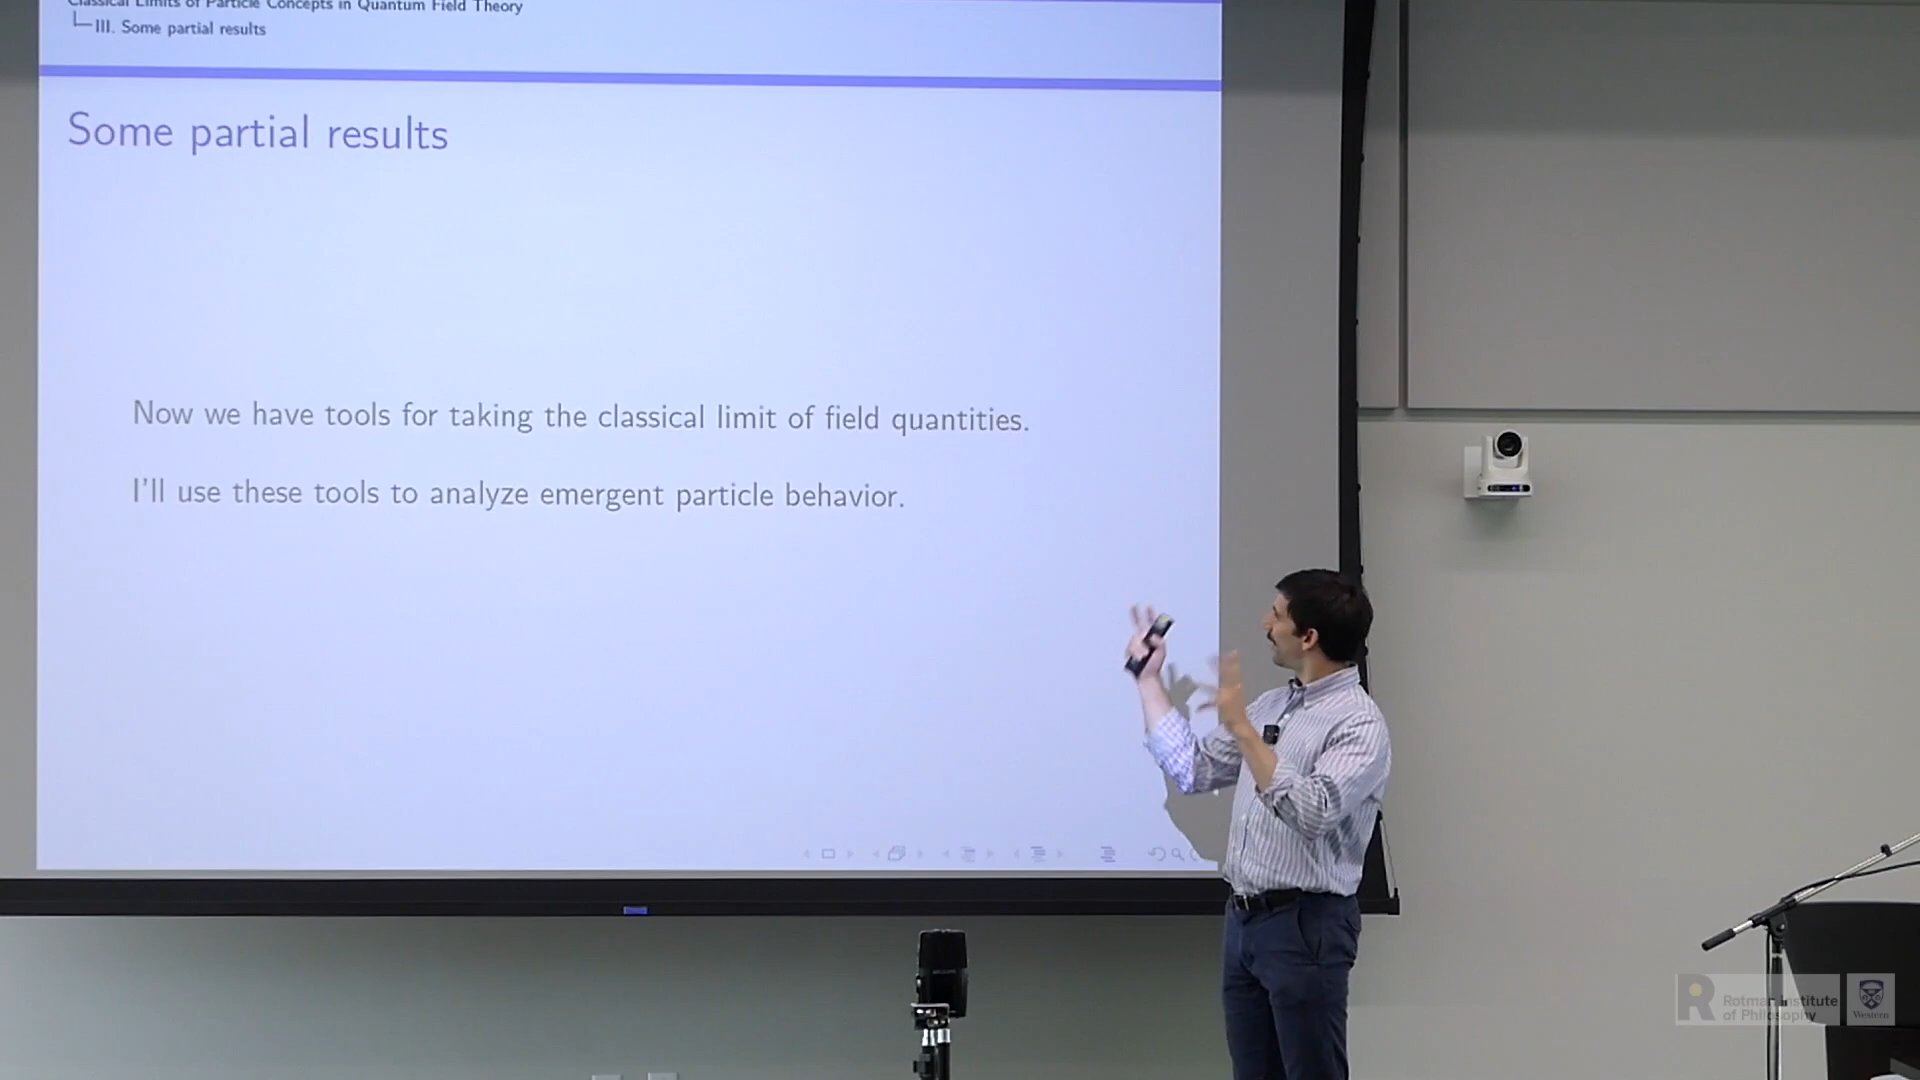 Classical Limits of Particle Concepts in Quantum Field Theory
III. Some partial results
Some partial results
Now we have tools for taking the classical limit of field quantities.
I'll use these tools to analyze emergent particle behavior.
R
Rotman Institute
of Philosophy
Western